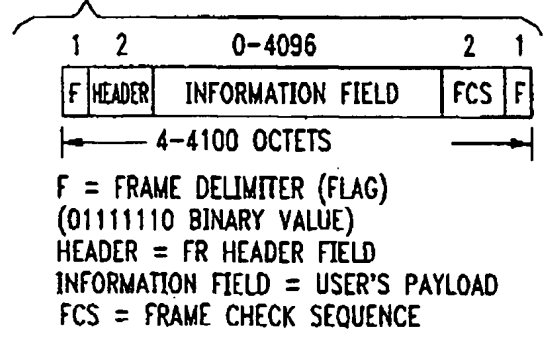 1 2 0-4096 2 1
F HEADER INFORMATION FIELD FCS F
4-4100 OCTETS
F = FRAME DELIMITER (FLAG)
(01111110 BINARY VALUE)
HEADER = FR HEADER FIELD
INFORMATION FIELD = USER'S PAYLOAD
FCS = FRAME CHECK SEQUENCE